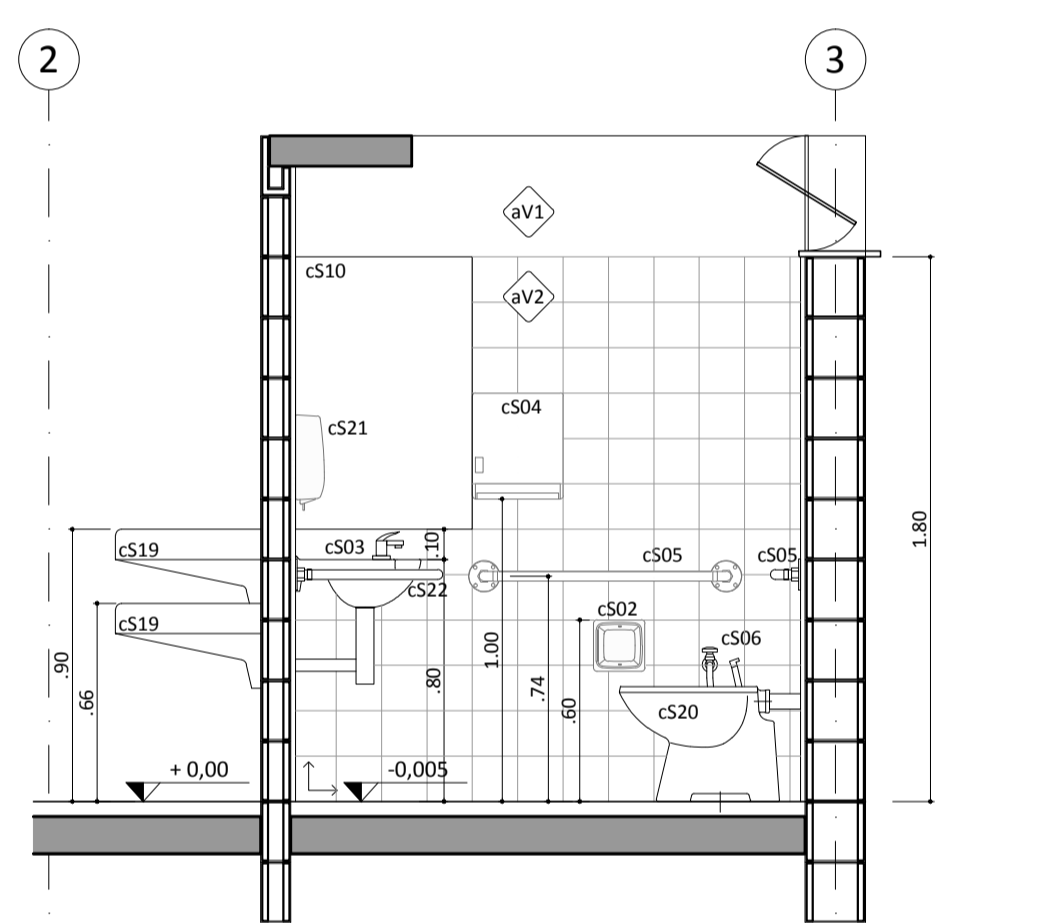 2
3
aV1
cS10
aV2
cS04
cS21
1.80
cS19
cS03
.10
cS05
cS05
cS22
cS19
cS02
cS06
.90
.66
.80
1.00
.74
.60
cS20
+ 0,00
-0,005